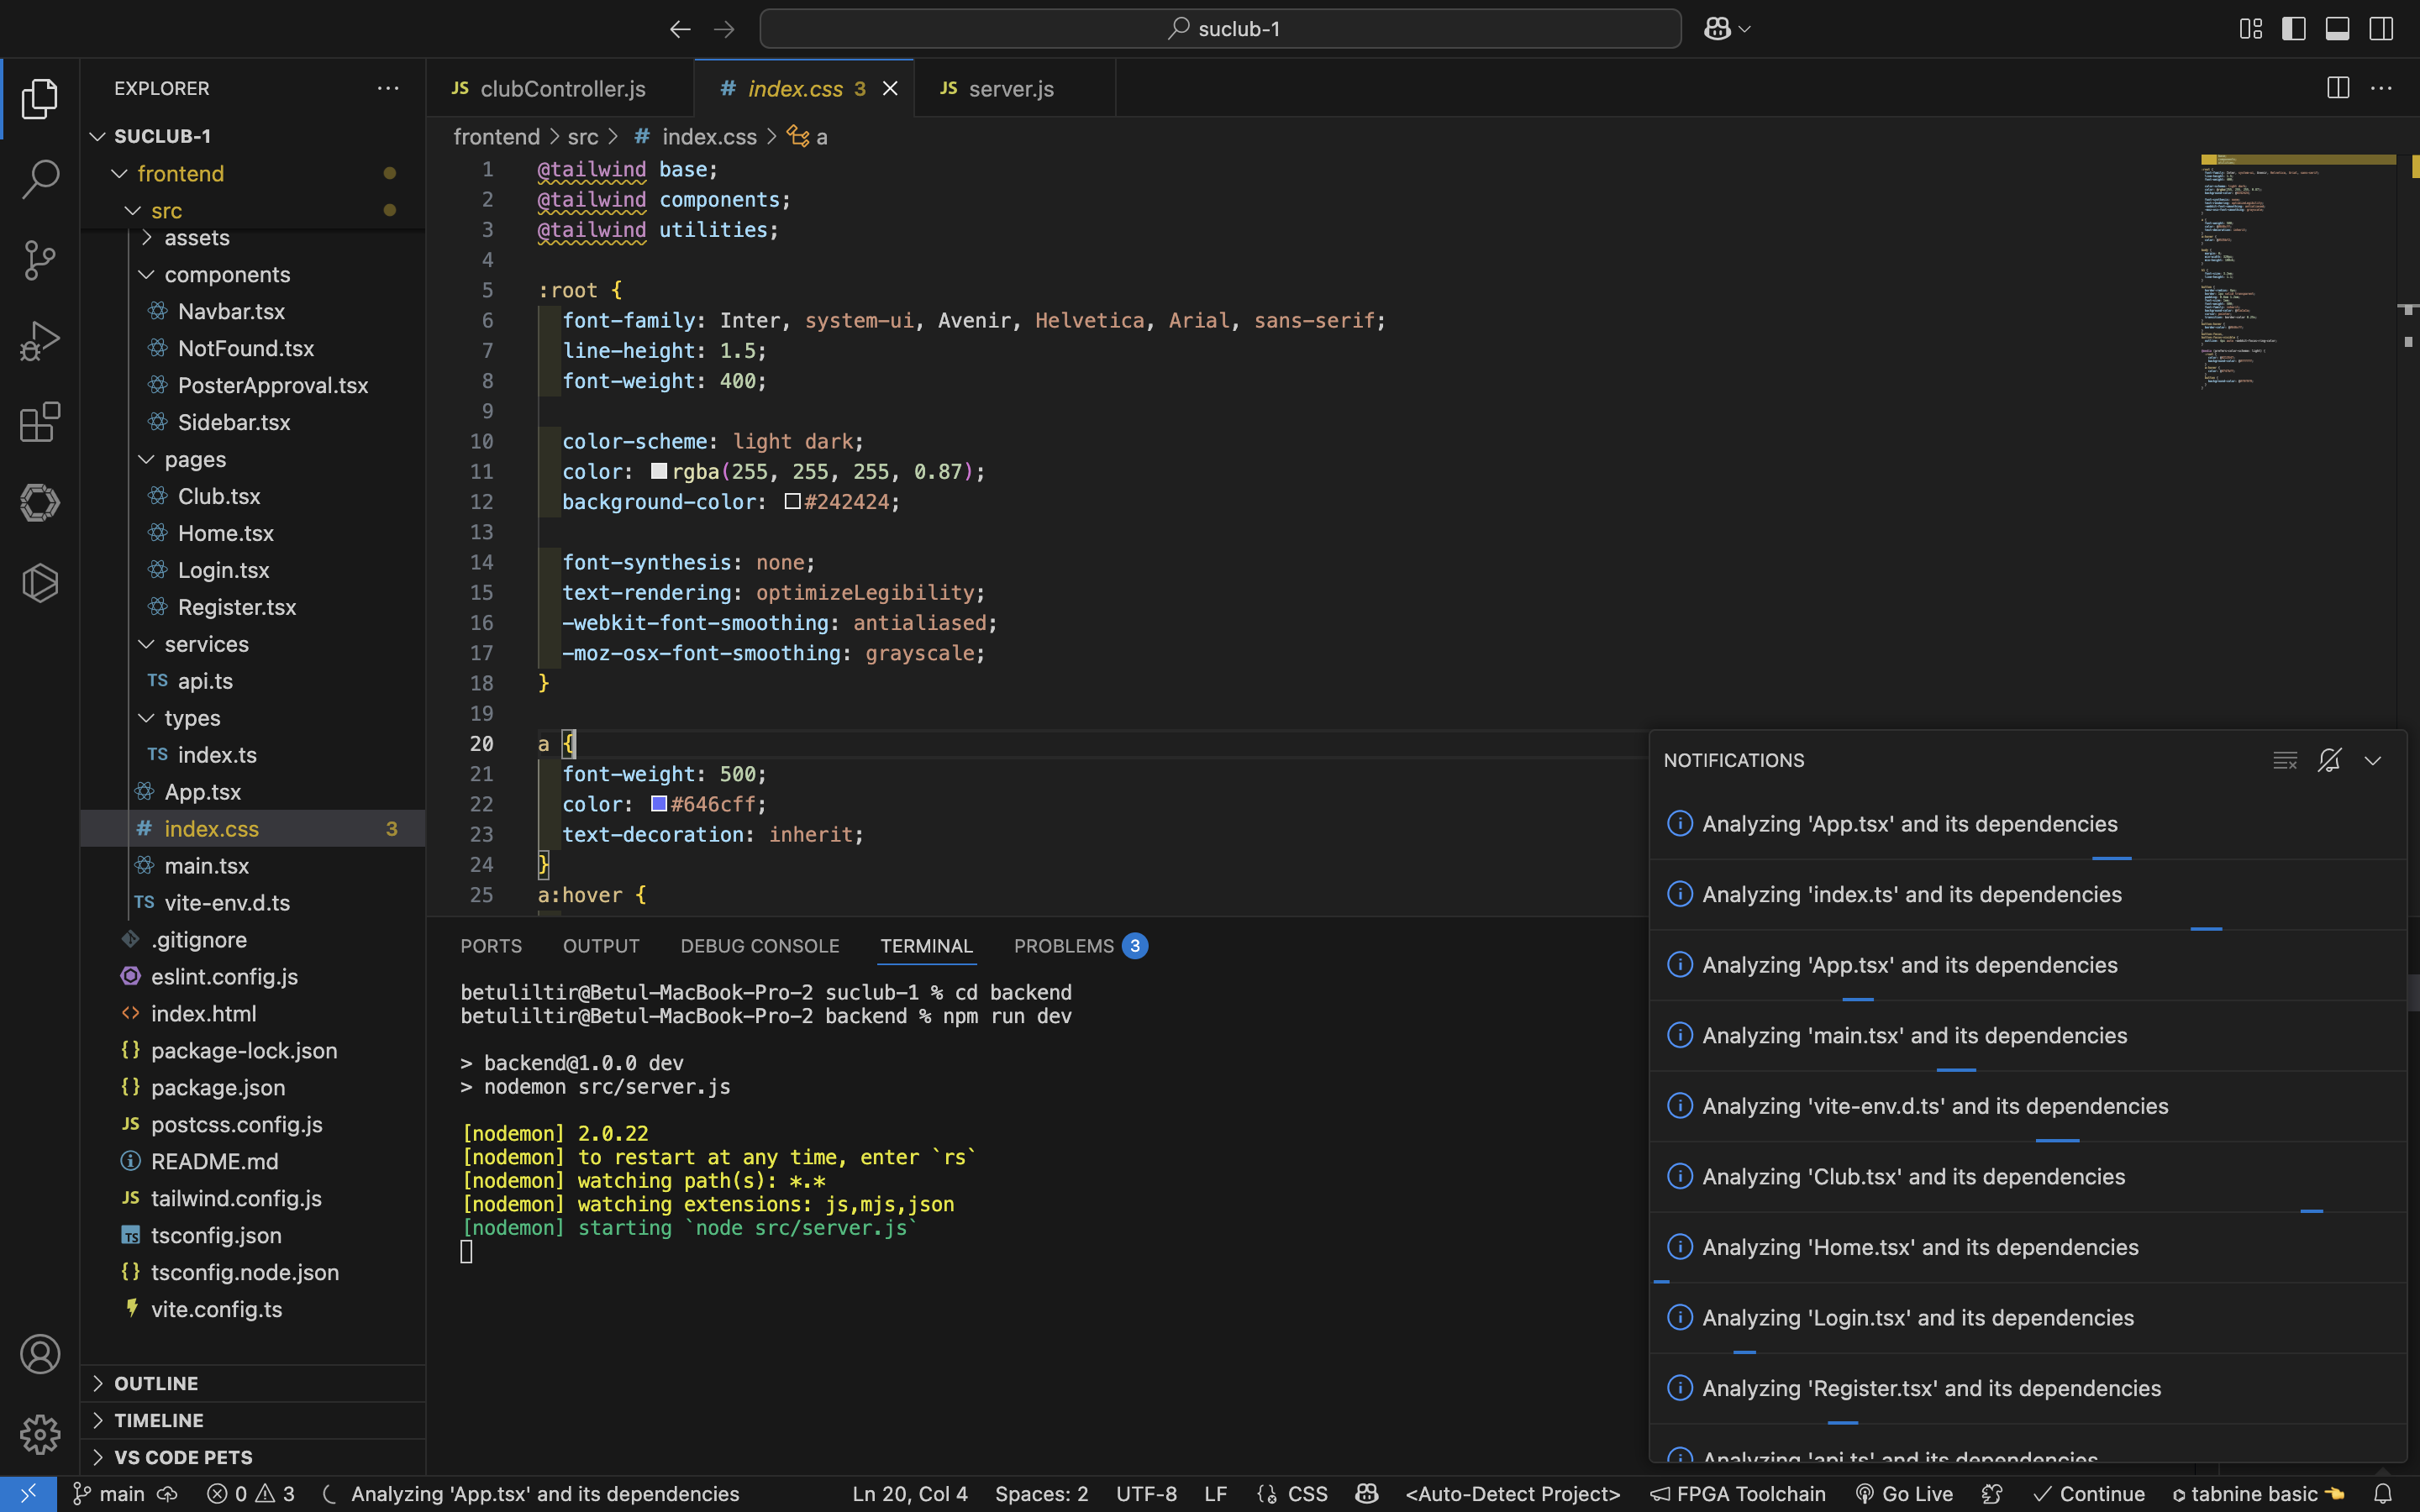 suclub-1
EXPLORER
SUCLUB-1
frontend
src
assets
components
Navbar.tsx
NotFound.tsx
PosterApproval.tsx
Sidebar.tsx
pages
Club.tsx
Home.tsx
Login.tsx
Register.tsx
services
TS api.ts
types
TS index.ts
App.tsx
# index.css 3
main.tsx
TS vite-env.d.ts
.gitignore
eslint.config.js
<> index.html
{} package-lock.json
{} package.json
JS postcss.config.js
README.md
JS tailwind.config.js
TS tsconfig.json
{} tsconfig.node.json
vite.config.ts
OUTLINE
TIMELINE
VS CODE PETS
JS clubController.js
# index.css 3
JS server.js
frontend > src > # index.css > a
1 @tailwind base;
2 @tailwind components;
3 @tailwind utilities;
4
5 :root {
6 font-family: Inter, system-ui, Avenir, Helvetica, Arial, sans-serif;
7 line-height: 1.5;
8 font-weight: 400;
9
10 color-scheme: light dark;
11 color: rgba(255, 255, 255, 0.87);
12 background-color: #242424;
13
14 font-synthesis: none;
15 text-rendering: optimizeLegibility;
16 -webkit-font-smoothing: antialiased;
17 -moz-osx-font-smoothing: grayscale;
18 }
19
20 a {
21 font-weight: 500;
22 color: #646cff;
23 text-decoration: inherit;
24 }
25 a:hover {
PORTS OUTPUT DEBUG CONSOLE TERMINAL PROBLEMS 3
betuliltir@Betul-MacBook-Pro-2 suclub-1 % cd backend
betuliltir@Betul-MacBook-Pro-2 backend % npm run dev
> backend@1.0.0 dev
> nodemon src/server.js
[nodemon] 2.0.22
[nodemon] to restart at any time, enter `rs`
[nodemon] watching path(s): *.*
[nodemon] watching extensions: js,mjs,json
[nodemon] starting `node src/server.js`
NOTIFICATIONS
Analyzing 'App.tsx' and its dependencies
Analyzing 'index.ts' and its dependencies
Analyzing 'App.tsx' and its dependencies
Analyzing 'main.tsx' and its dependencies
Analyzing 'vite-env.d.ts' and its dependencies
Analyzing 'Club.tsx' and its dependencies
Analyzing 'Home.tsx' and its dependencies
Analyzing 'Login.tsx' and its dependencies
Analyzing 'Register.tsx' and its dependencies
Analyzing 'api.ts' and its dependencies
main 0 3 Analyzing 'App.tsx' and its dependencies Ln 20, Col 4 Spaces: 2 UTF-8 LF {} CSS <Auto-Detect Project> FPGA Toolchain Go Live Continue tabnine basic